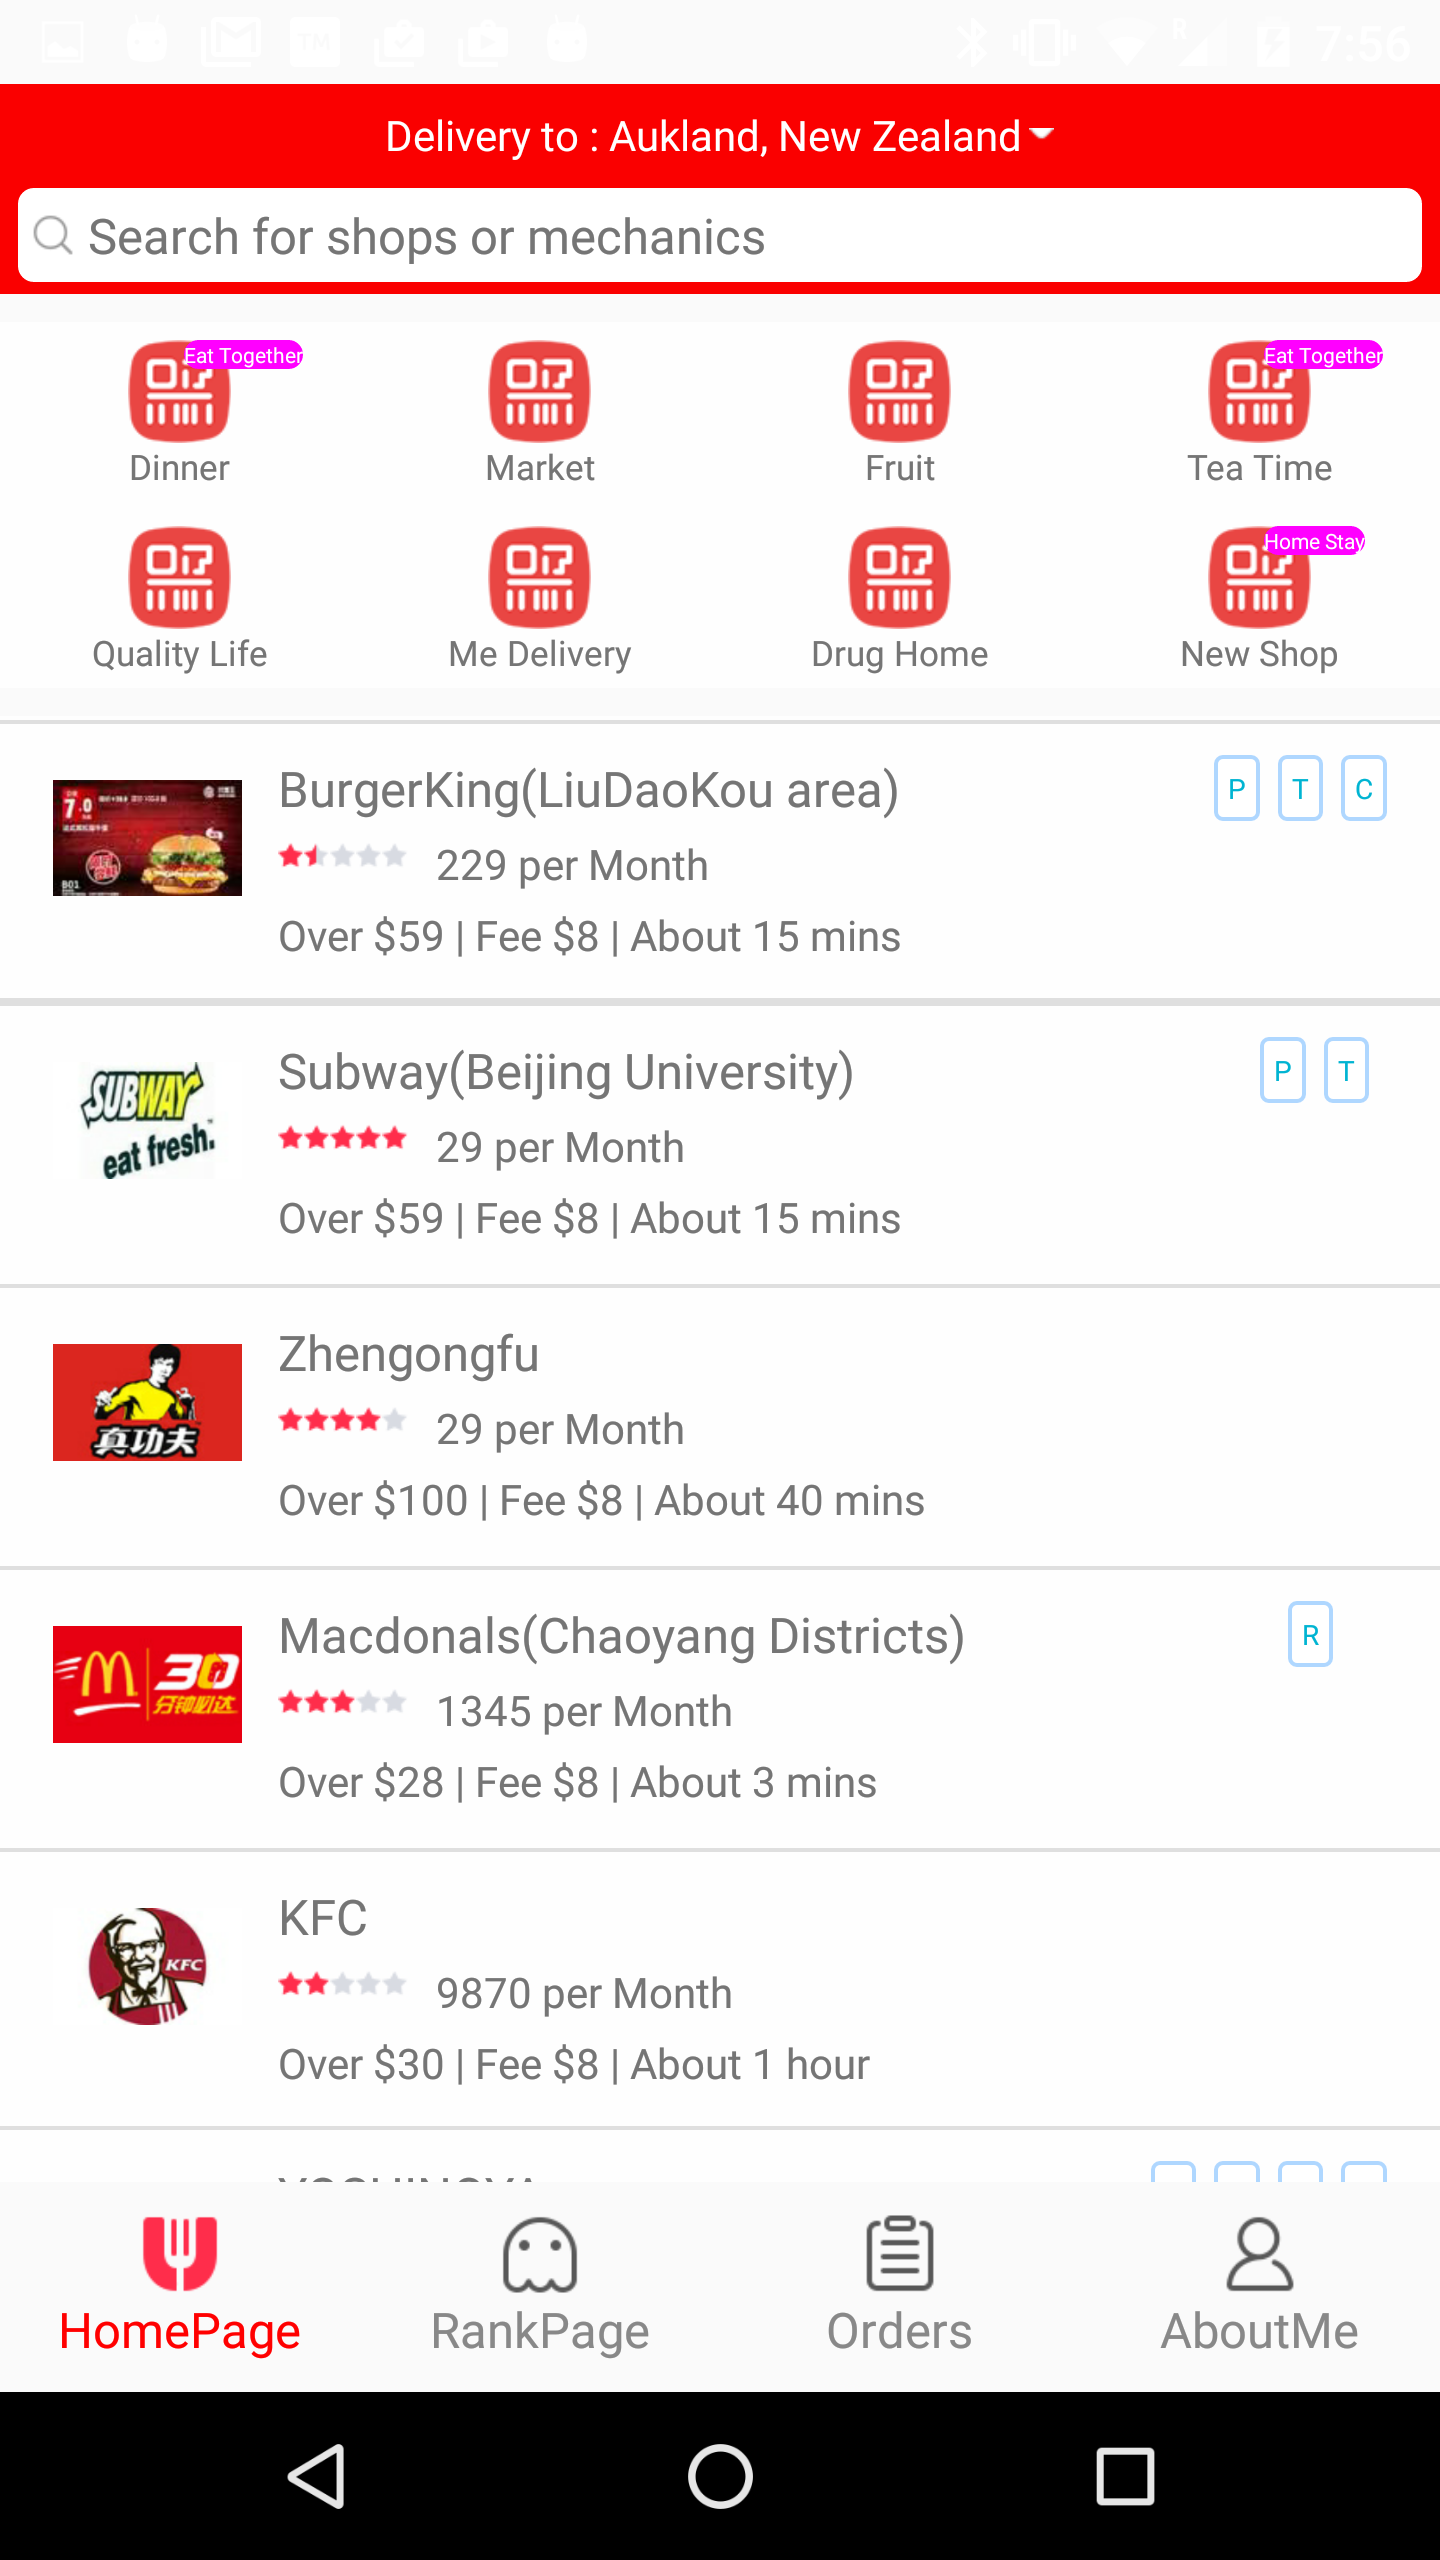 TM
R
7:56
Delivery to : Aukland, New Zealand
Search for shops or mechanics
Eat Together
Eat Together
Dinner
Market
Fruit
Tea Time
Home Stay
Quality Life
Me Delivery
Drug Home
New Shop
7.0
B01
BurgerKing(LiuDaoKou area)
P T C
229 per Month
Over $59 | Fee $8 | About 15 mins
SUBWAY
eat fresh.
Subway(Beijing University)
P T
29 per Month
Over $59 | Fee $8 | About 15 mins
真功夫
Zhengongfu
29 per Month
Over $100 | Fee $8 | About 40 mins
M 30
分钟必达
Macdonals(Chaoyang Districts)
R
1345 per Month
Over $28 | Fee $8 | About 3 mins
KFC
KFC
9870 per Month
Over $30 | Fee $8 | About 1 hour
HomePage
RankPage
Orders
AboutMe